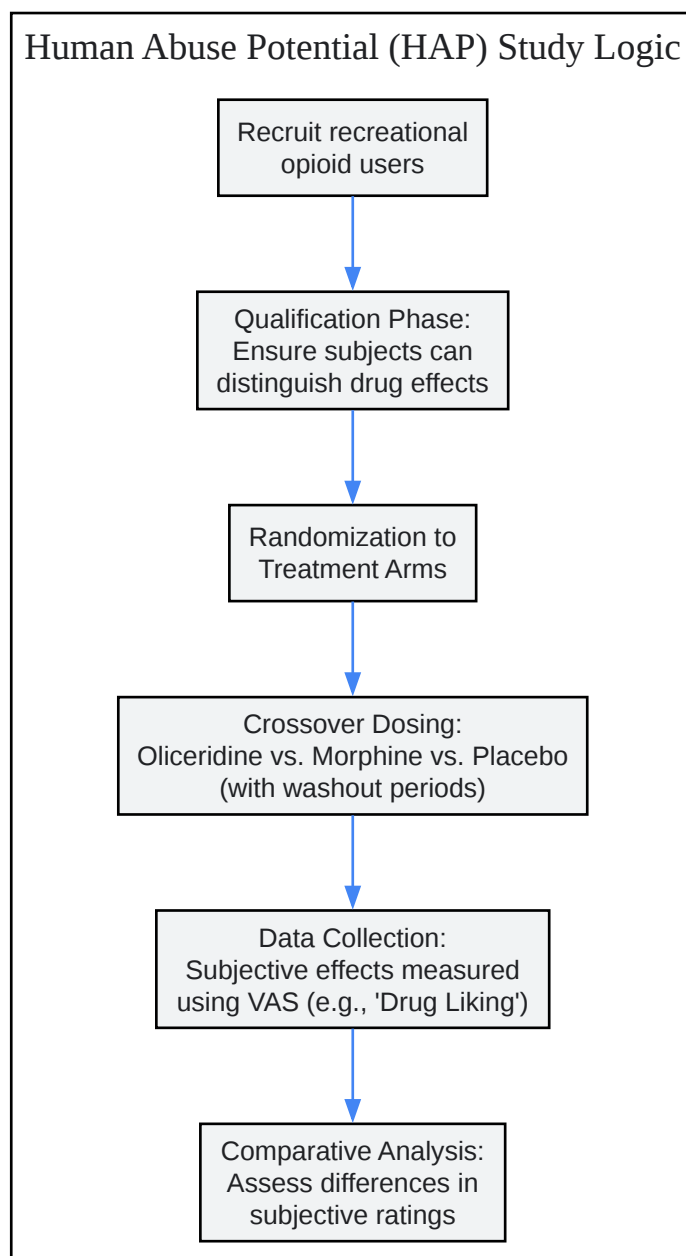 Human Abuse Potential (HAP) Study Logic
Recruit recreational
opioid users
Qualification Phase:
Ensure subjects can
distinguish drug effects
Randomization to
Treatment Arms
Crossover Dosing:
Oliceridine vs. Morphine vs. Placebo
(with washout periods)
Data Collection:
Subjective effects measured
using VAS (e.g., 'Drug Liking')
Comparative Analysis:
Assess differences in
subjective ratings